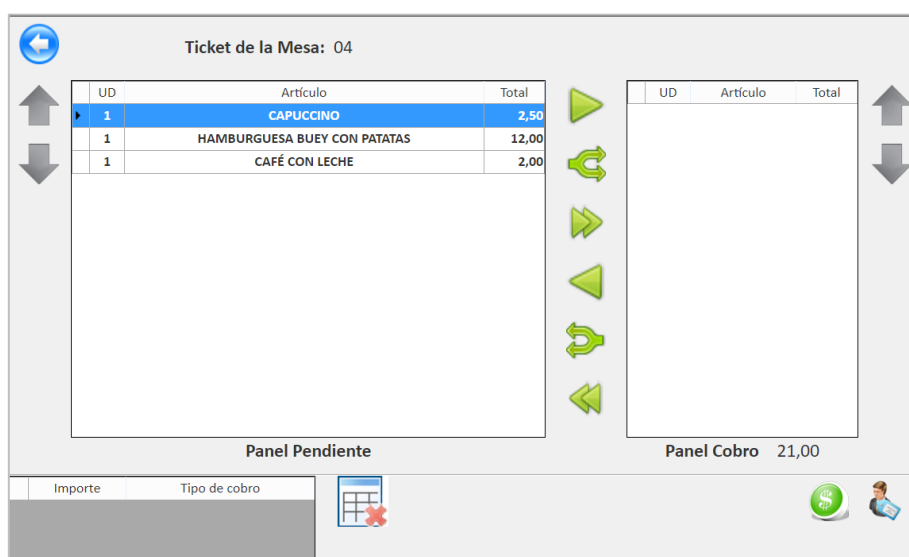 Ticket de la Mesa: 04
UD Artículo Total
1 CAPUCCINO 2,50
1 HAMBURGUESA BUEY CON PATATAS 12,00
1 CAFÉ CON LECHE 2,00
UD Artículo Total
Panel Pendiente
Panel Cobro 21,00
Importe Tipo de cobro